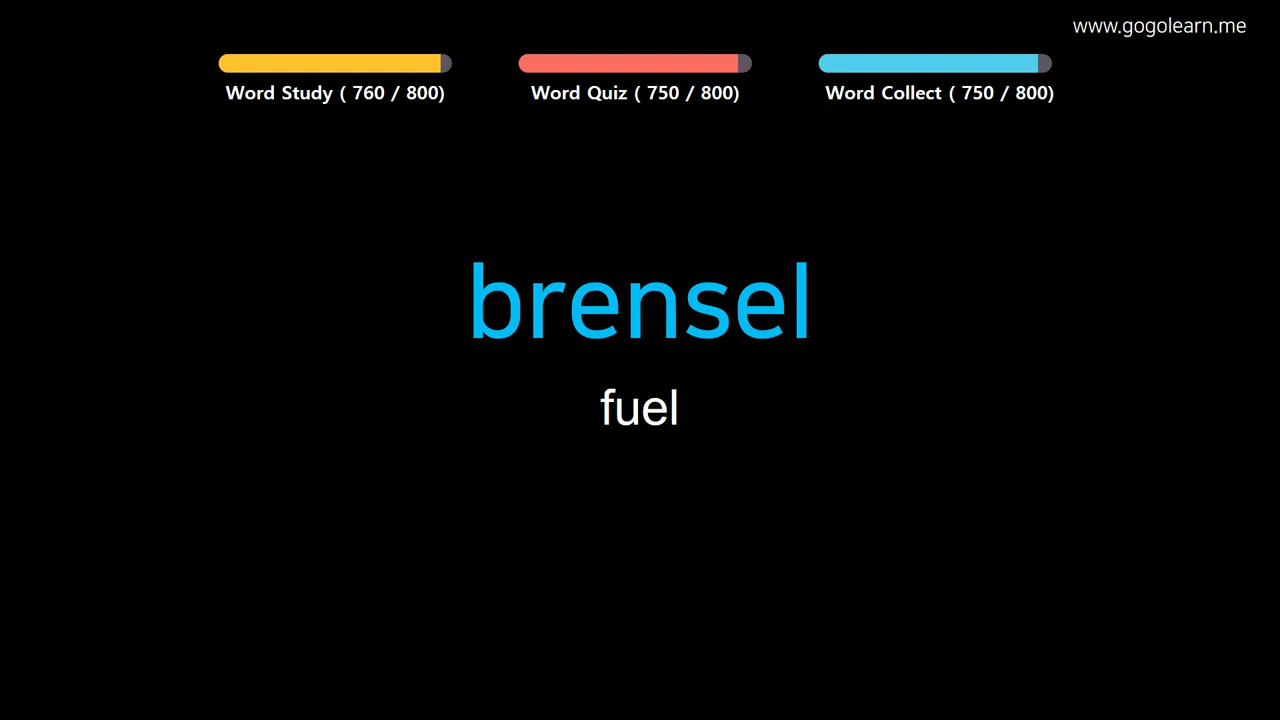 www.gogolearn.me
Word Study ( 760 / 800)
Word Quiz ( 750 / 800)
Word Collect ( 750 / 800)
brensel
fuel